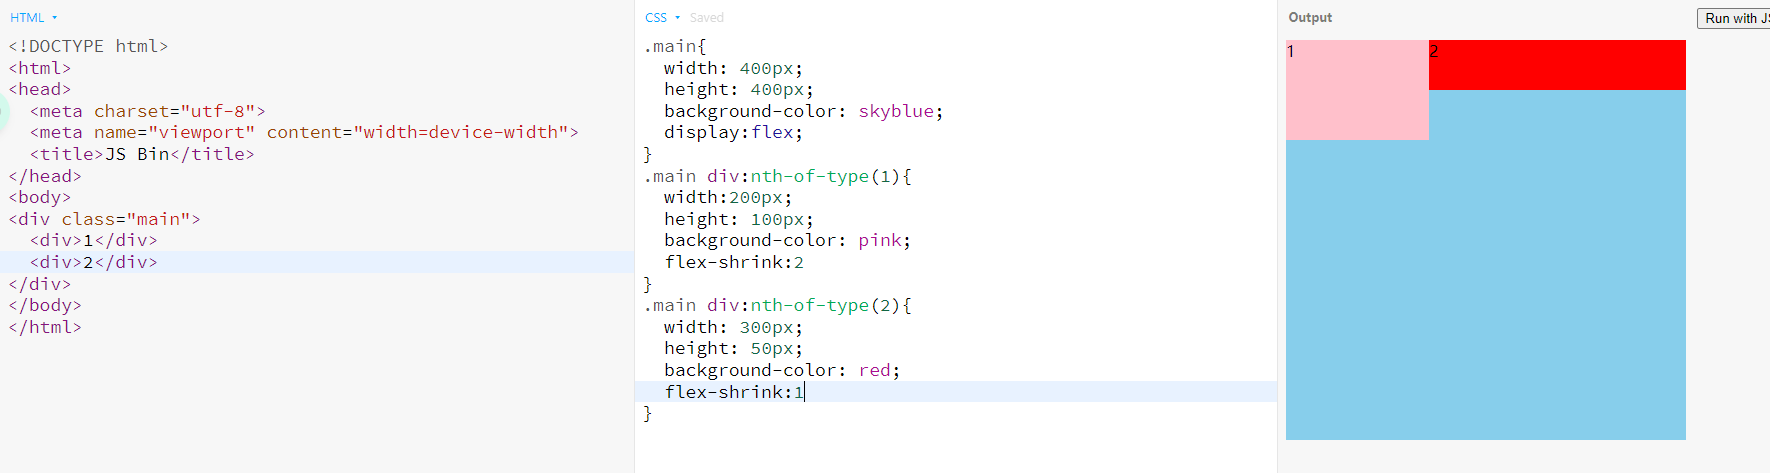 HTML
<!DOCTYPE html>
<html>
<head>
  <meta charset="utf-8">
  <meta name="viewport" content="width=device-width">
  <title>JS Bin</title>
</head>
<body>
<div class="main">
  <div>1</div>
  <div>2</div>
</div>
</body>
</html>
CSS Saved
.main{
  width: 400px;
  height: 400px;
  background-color: skyblue;
  display:flex;
}
.main div:nth-of-type(1){
  width:200px;
  height: 100px;
  background-color: pink;
  flex-shrink:2
}
.main div:nth-of-type(2){
  width: 300px;
  height: 50px;
  background-color: red;
  flex-shrink:1
}
Output Run with JS
1 2